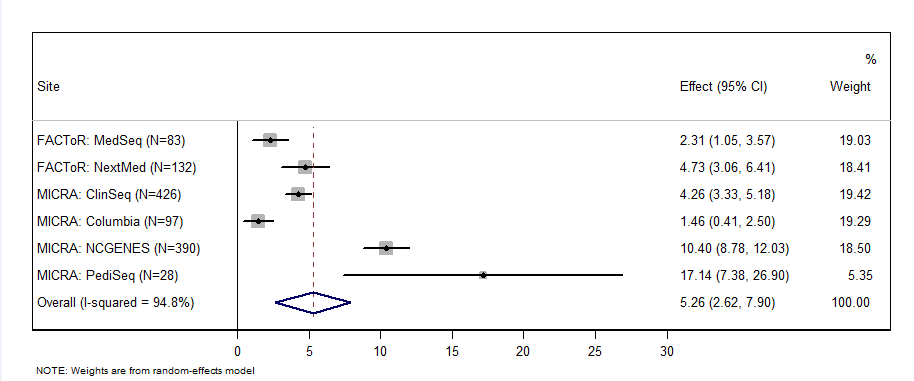 %
Site Effect (95% CI) Weight
FACToR: MedSeq (N=83) 2.31 (1.05, 3.57) 19.03
FACToR: NextMed (N=132) 4.73 (3.06, 6.41) 18.41
MICRA: ClinSeq (N=426) 4.26 (3.33, 5.18) 19.42
MICRA: Columbia (N=97) 1.46 (0.41, 2.50) 19.29
MICRA: NCGENES (N=390) 10.40 (8.78, 12.03) 18.50
MICRA: PediSeq (N=28) 17.14 (7.38, 26.90) 5.35
Overall (I-squared = 94.8%) 5.26 (2.62, 7.90) 100.00
0 5 10 15 20 25 30
NOTE: Weights are from random-effects model